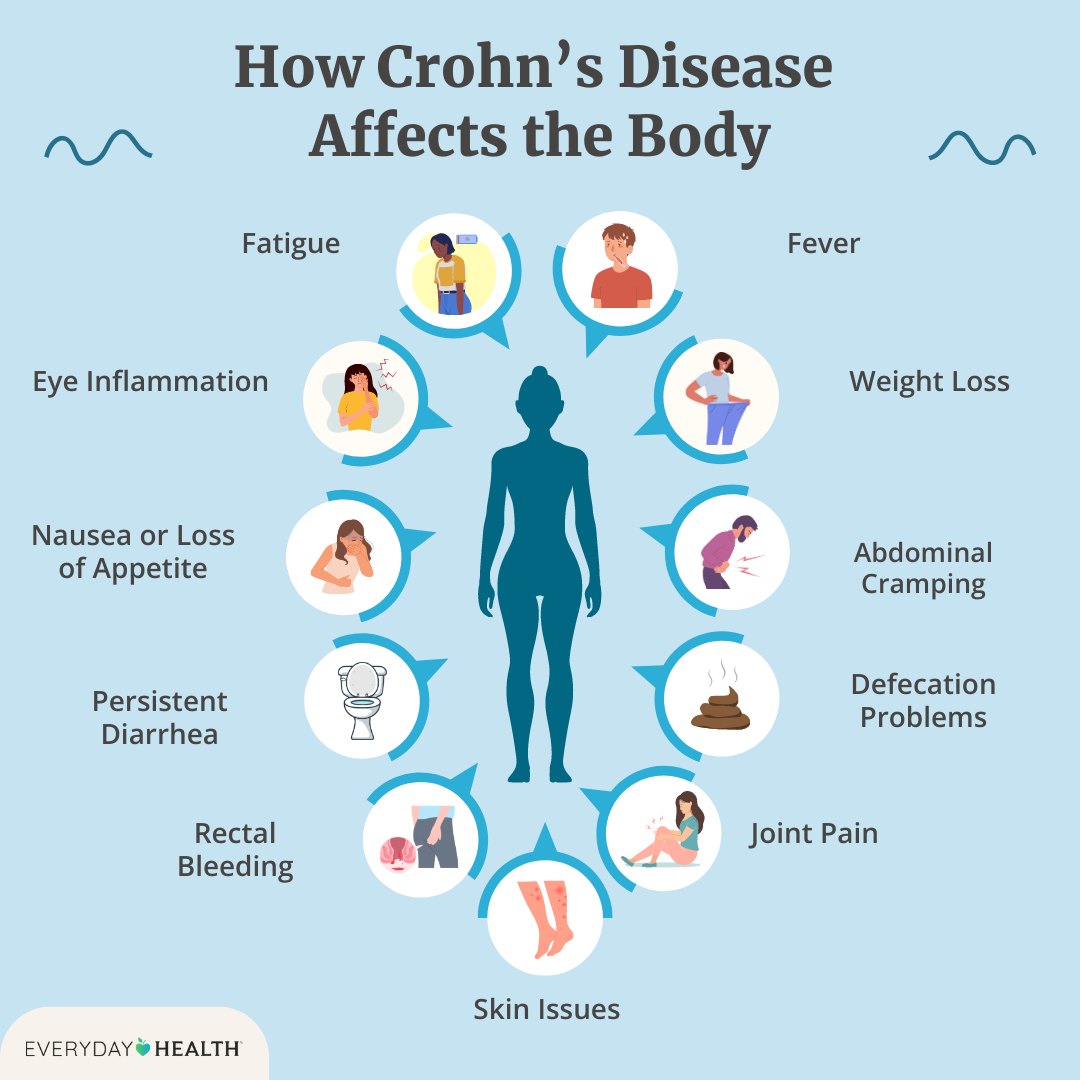 How Crohn’s Disease
Affects the Body
Fatigue
Fever
Eye Inflammation
Weight Loss
Nausea or Loss
of Appetite
Abdominal
Cramping
Persistent
Diarrhea
Defecation
Problems
Rectal
Bleeding
Joint Pain
Skin Issues
EVERYDAY HEALTH